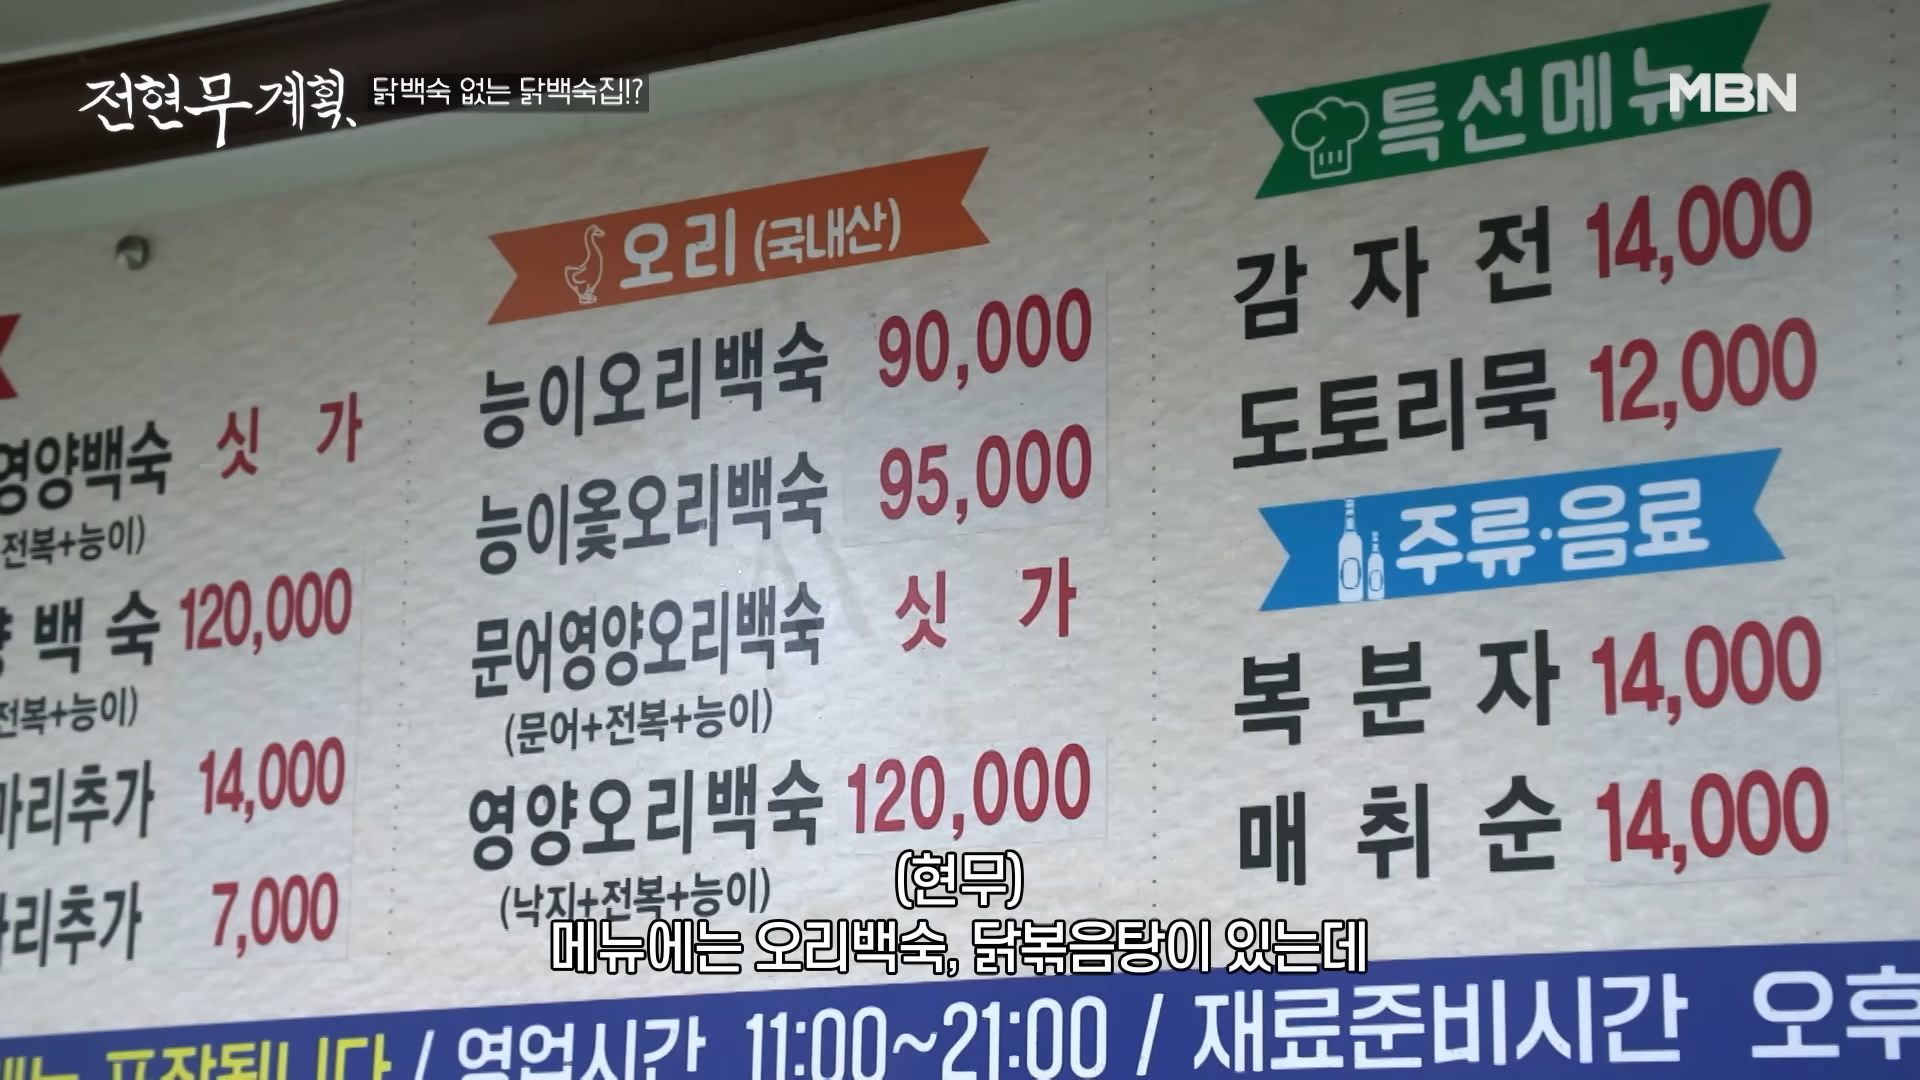 전현무계획
닭백숙 없는 닭백숙집!?
MBN
영양백숙 싯 가
전복+능이)
백 숙 120,000
전복+능이)
마리추가 14,000
리추가 7,000
오리 (국내산)
능이오리백숙 90,000
능이옻오리백숙 95,000
문어영양오리백숙 싯 가
(문어+전복+능이)
영양오리백숙 120,000
(낙지+전복+능이)
특선메뉴
감 자 전 14,000
도토리묵 12,000
주류·음료
복 분 자 14,000
매 취 순 14,000
(현무)
메뉴에는 오리백숙, 닭볶음탕이 있는데
포장됩니다 / 영업시간 11:00~21:00 / 재료준비시간 오후